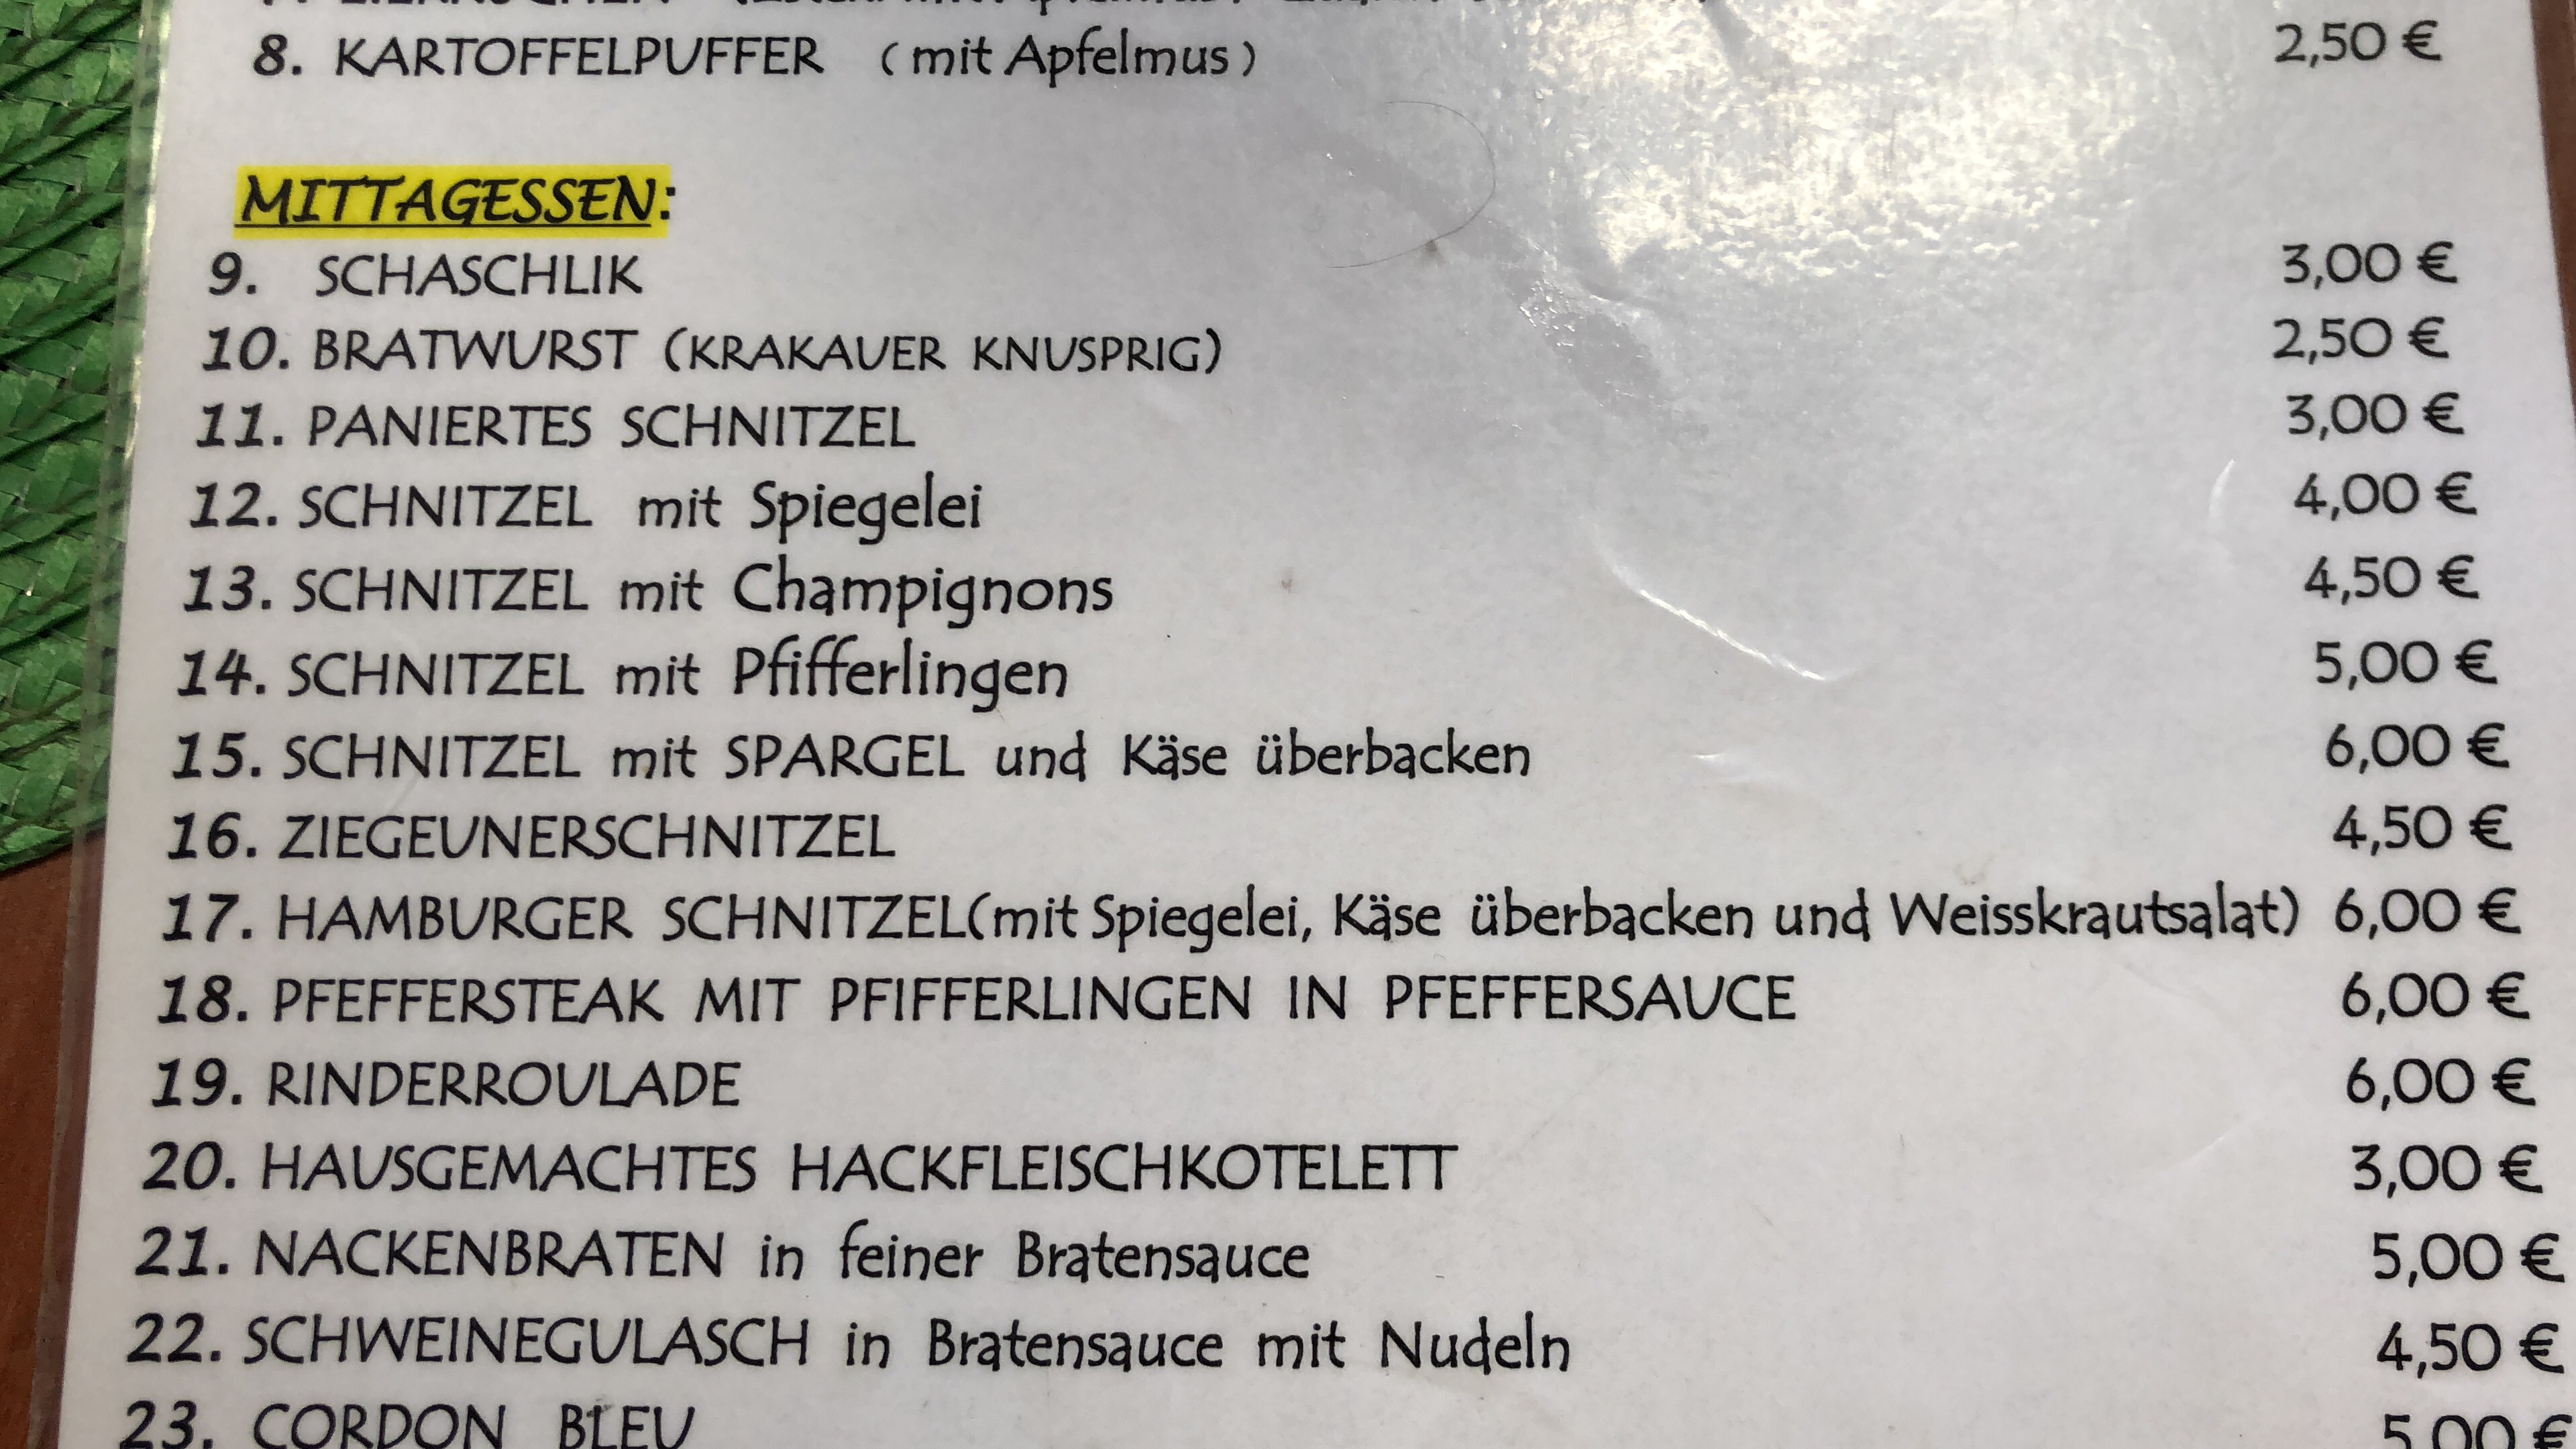 8. KARTOFFELPUFFER (mit Apfelmus) 2,50 €
MITTAGESSEN:
9. SCHASCHLIK 3,00 €
10. BRATWURST (KRAKAUER KNUSPRIG) 2,50 €
11. PANIERTES SCHNITZEL 3,00 €
12. SCHNITZEL mit Spiegelei 4,00 €
13. SCHNITZEL mit Champignons 4,50 €
14. SCHNITZEL mit Pfifferlingen 5,00 €
15. SCHNITZEL mit SPARGEL und Käse überbacken 6,00 €
16. ZIEGEUNERSCHNITZEL 4,50 €
17. HAMBURGER SCHNITZEL(mit Spiegelei, Käse überbacken und Weisskrautsalat) 6,00 €
18. PFEFFERSTEAK MIT PFIFFERLINGEN IN PFEFFERSAUCE 6,00 €
19. RINDERROULADE 6,00 €
20. HAUSGEMACHTES HACKFLEISCHKOTELETT 3,00 €
21. NACKENBRATEN in feiner Bratensauce 5,00 €
22. SCHWEINEGULASCH in Bratensauce mit Nudeln 4,50 €
23. CORDON BLEU 5,00 €